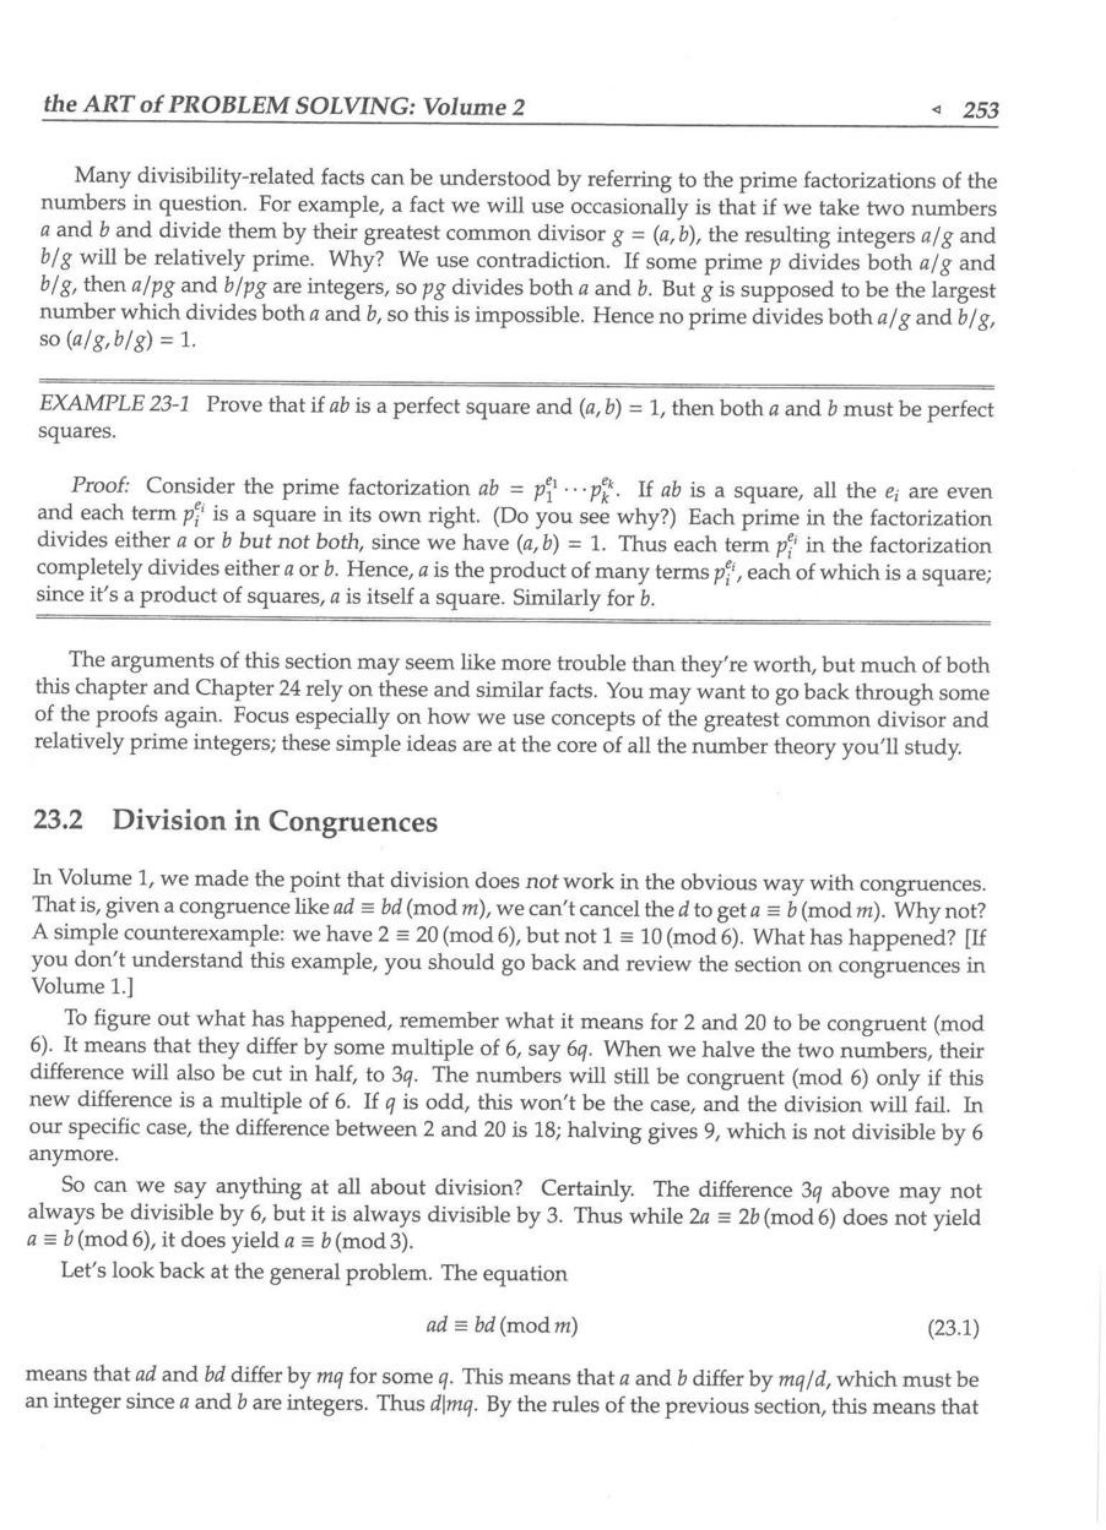 the ART of PROBLEM SOLVING: Volume 2 ◃ 253
Many divisibility-related facts can be understood by referring to the prime factorizations of the
numbers in question. For example, a fact we will use occasionally is that if we take two numbers
a and b and divide them by their greatest common divisor g = (a, b), the resulting integers a/g and
b/g will be relatively prime. Why? We use contradiction. If some prime p divides both a/g and
b/g, then a/pg and b/pg are integers, so pg divides both a and b. But g is supposed to be the largest
number which divides both a and b, so this is impossible. Hence no prime divides both a/g and b/g,
so (a/g, b/g) = 1.
EXAMPLE 23-1 Prove that if ab is a perfect square and (a, b) = 1, then both a and b must be perfect
squares.
Proof: Consider the prime factorization ab = p_1^{e_1} ⋯ p_k^{e_k}. If ab is a square, all the e_i are even
and each term p_i^{e_i} is a square in its own right. (Do you see why?) Each prime in the factorization
divides either a or b but not both, since we have (a, b) = 1. Thus each term p_i^{e_i} in the factorization
completely divides either a or b. Hence, a is the product of many terms p_i^{e_i}, each of which is a square;
since it's a product of squares, a is itself a square. Similarly for b.
The arguments of this section may seem like more trouble than they're worth, but much of both
this chapter and Chapter 24 rely on these and similar facts. You may want to go back through some
of the proofs again. Focus especially on how we use concepts of the greatest common divisor and
relatively prime integers; these simple ideas are at the core of all the number theory you'll study.
23.2 Division in Congruences
In Volume 1, we made the point that division does not work in the obvious way with congruences.
That is, given a congruence like ad ≡ bd (mod m), we can't cancel the d to get a ≡ b (mod m). Why not?
A simple counterexample: we have 2 ≡ 20 (mod 6), but not 1 ≡ 10 (mod 6). What has happened? [If
you don't understand this example, you should go back and review the section on congruences in
Volume 1.]
To figure out what has happened, remember what it means for 2 and 20 to be congruent (mod
6). It means that they differ by some multiple of 6, say 6q. When we halve the two numbers, their
difference will also be cut in half, to 3q. The numbers will still be congruent (mod 6) only if this
new difference is a multiple of 6. If q is odd, this won't be the case, and the division will fail. In
our specific case, the difference between 2 and 20 is 18; halving gives 9, which is not divisible by 6
anymore.
So can we say anything at all about division? Certainly. The difference 3q above may not
always be divisible by 6, but it is always divisible by 3. Thus while 2a ≡ 2b (mod 6) does not yield
a ≡ b (mod 6), it does yield a ≡ b (mod 3).
Let's look back at the general problem. The equation
ad ≡ bd (mod m) (23.1)
means that ad and bd differ by mq for some q. This means that a and b differ by mq/d, which must be
an integer since a and b are integers. Thus d|mq. By the rules of the previous section, this means that